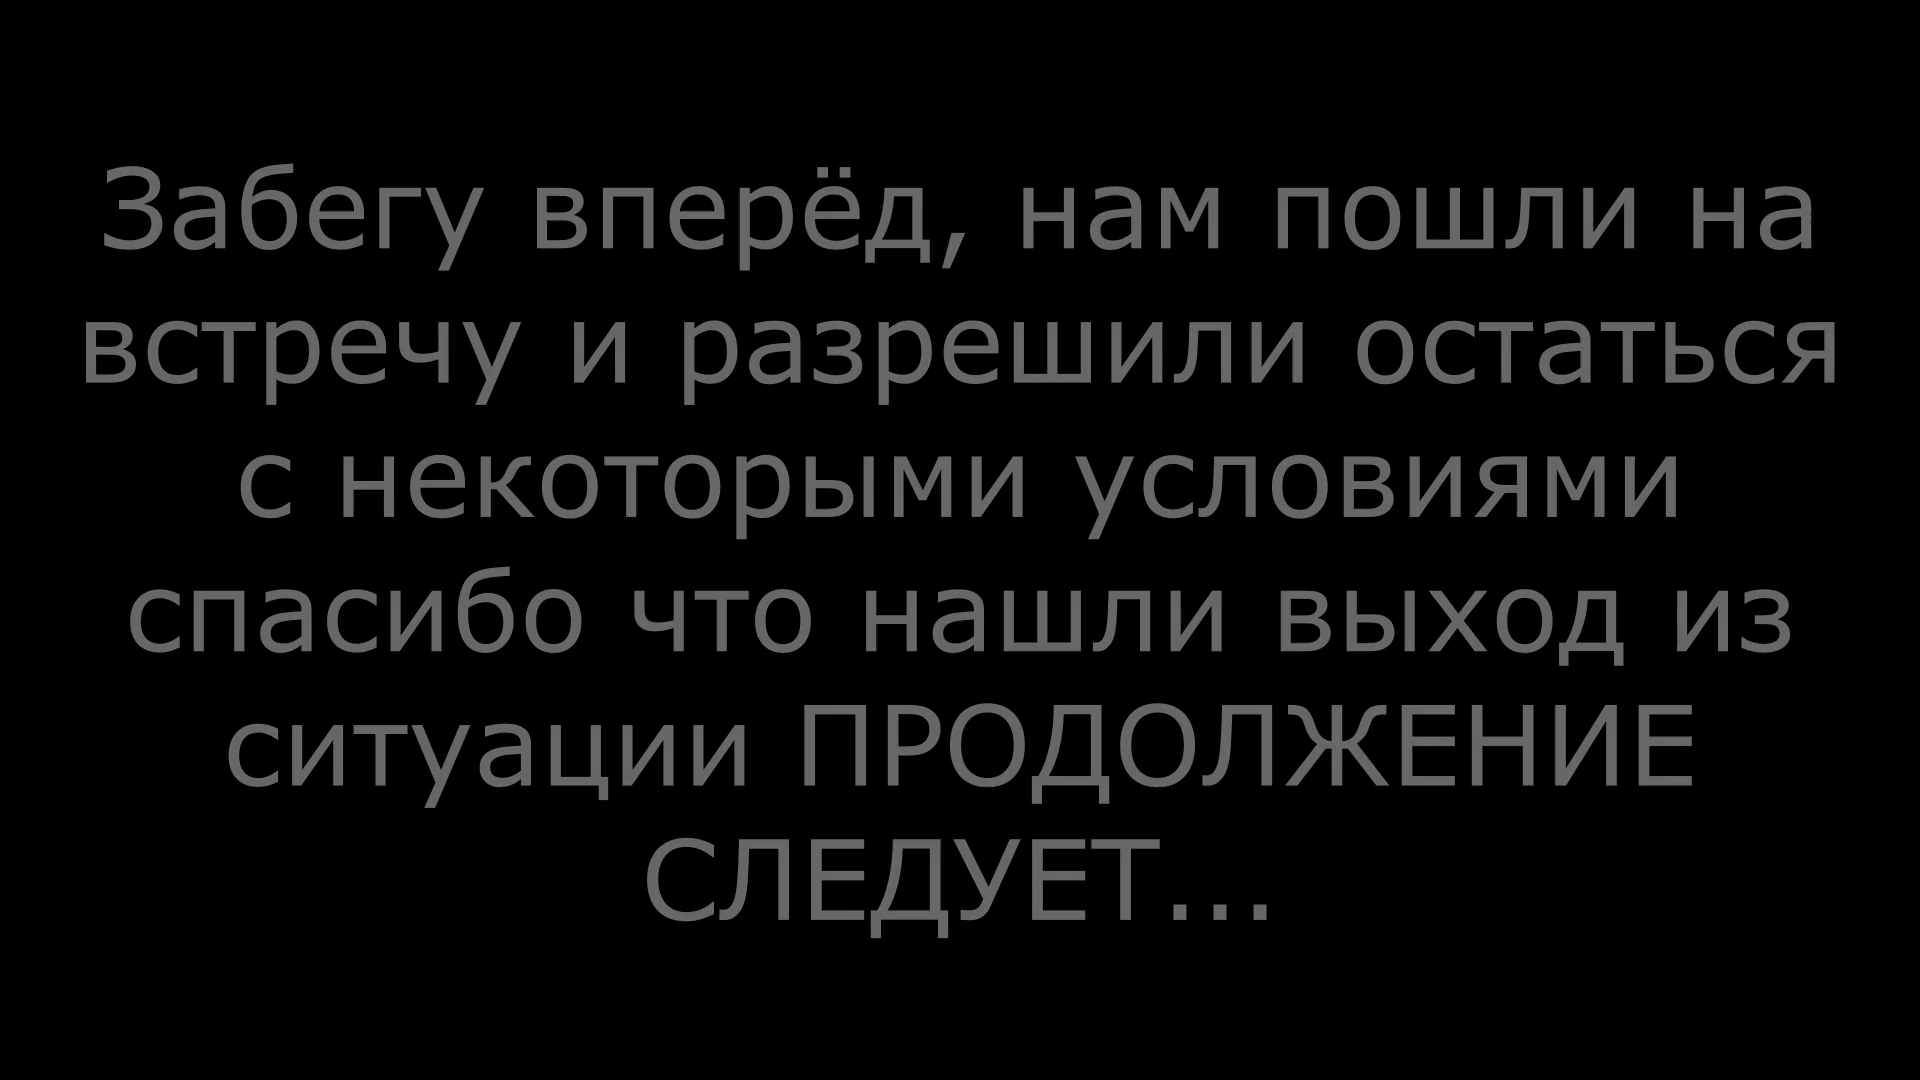 Забегу вперёд, нам пошли на
встречу и разрешили остаться
с некоторыми условиями
спасибо что нашли выход из
ситуации ПРОДОЛЖЕНИЕ
СЛЕДУЕТ...